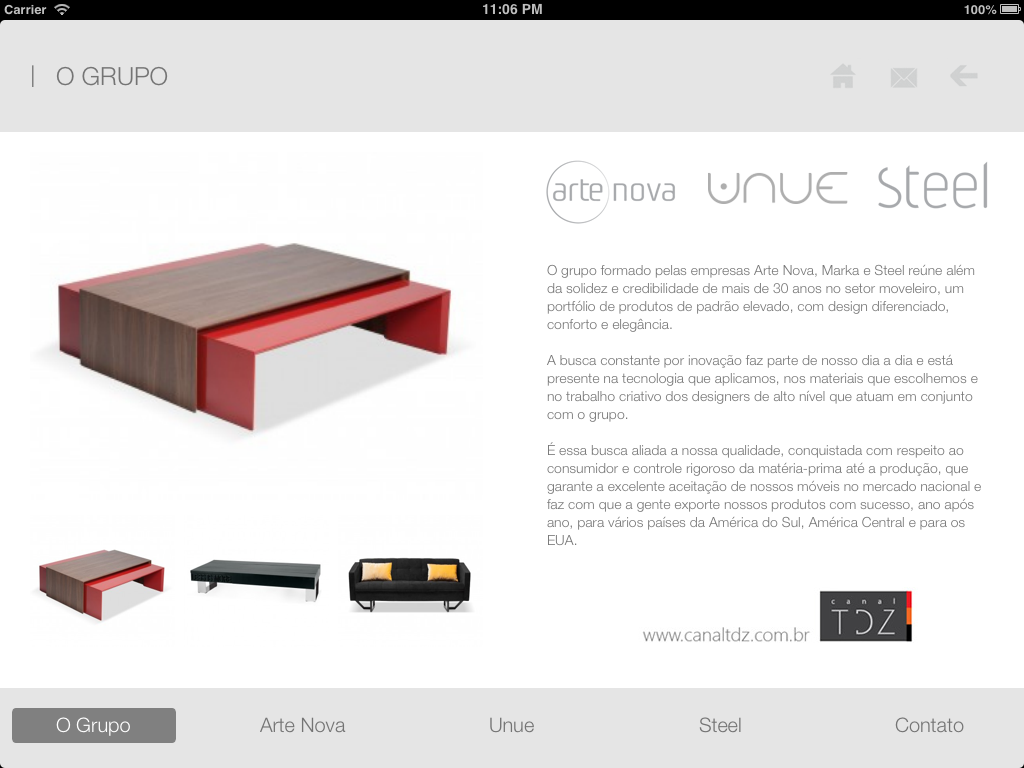 Carrier 11:06 PM 100%
| O GRUPO
arte nova UNUE Steel
O grupo formado pelas empresas Arte Nova, Marka e Steel reúne além
da solidez e credibilidade de mais de 30 anos no setor moveleiro, um
portfólio de produtos de padrão elevado, com design diferenciado,
conforto e elegância.
A busca constante por inovação faz parte de nosso dia a dia e está
presente na tecnologia que aplicamos, nos materiais que escolhemos e
no trabalho criativo dos designers de alto nível que atuam em conjunto
com o grupo.
É essa busca aliada a nossa qualidade, conquistada com respeito ao
consumidor e controle rigoroso da matéria-prima até a produção, que
garante a excelente aceitação de nossos móveis no mercado nacional e
faz com que a gente exporte nossos produtos com sucesso, ano após
ano, para vários países da América do Sul, América Central e para os
EUA.
canal
www.canaltdz.com.br TDZ
O Grupo Arte Nova Unue Steel Contato